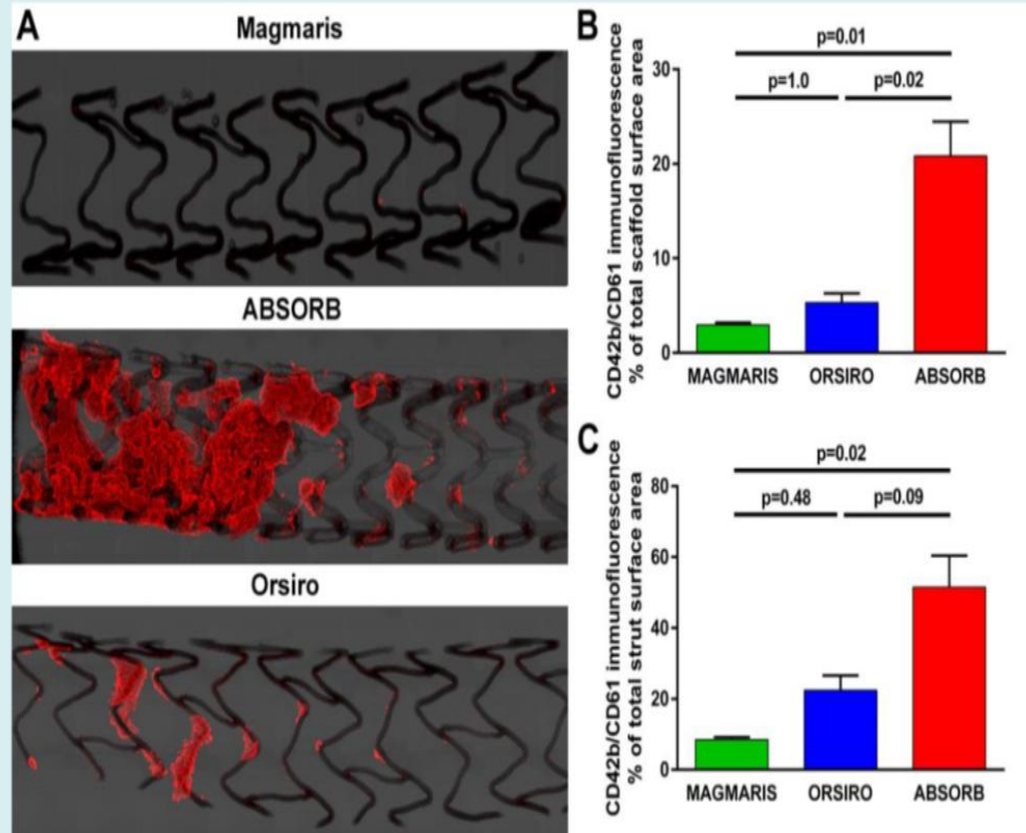 A
Magmaris
ABSORB
Orsiro
B
CD42b/CD61 immunofluorescence
% of total scaffold surface area
p=0.01
p=1.0
p=0.02
30
20
10
0
MAGMARIS
ORSIRO
ABSORB
C
CD42b/CD61 immunofluorescence
% of total strut surface area
p=0.02
p=0.48
p=0.09
80
60
40
20
0
MAGMARIS
ORSIRO
ABSORB